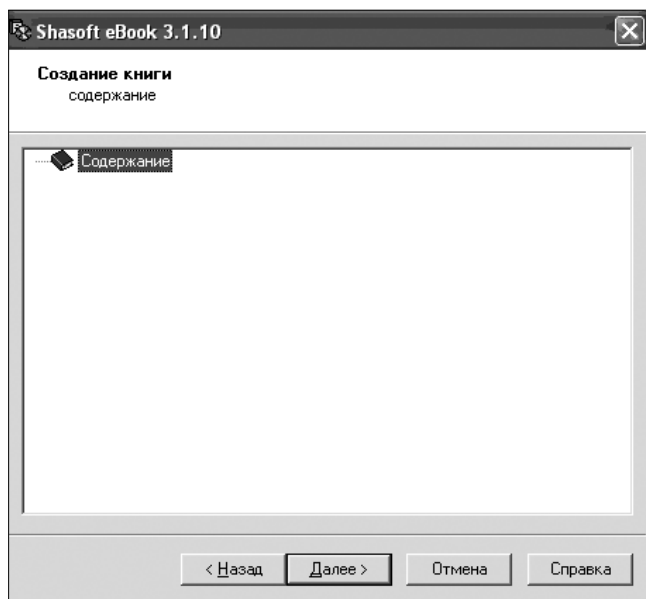 Shasoft eBook 3.1.10
Создание книги
содержание
Содержание
< Назад Далее > Отмена Справка